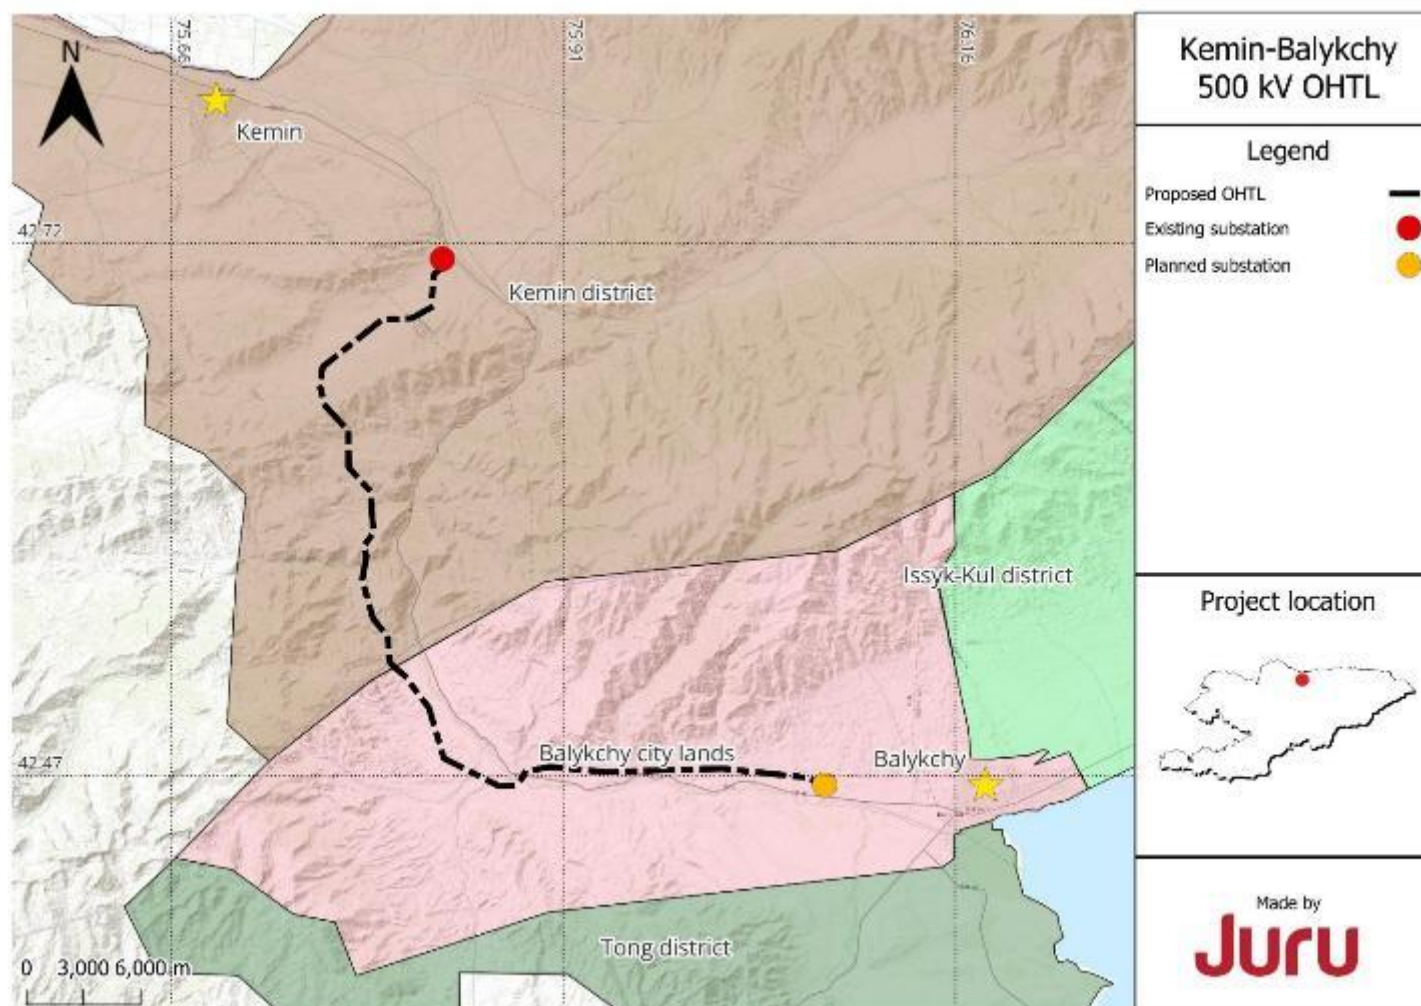 Kemin-Balykchy
500 kV OHTL
Legend
Proposed OHTL
Existing substation
Planned substation
Project location
Made by
Juru
N
75.66
75.91
76.16
Kemin
42.72
Kemin district
Issyk-Kul district
42.47
Balykchy city lands
Balykchy
Tong district
0 3,000 6,000 m